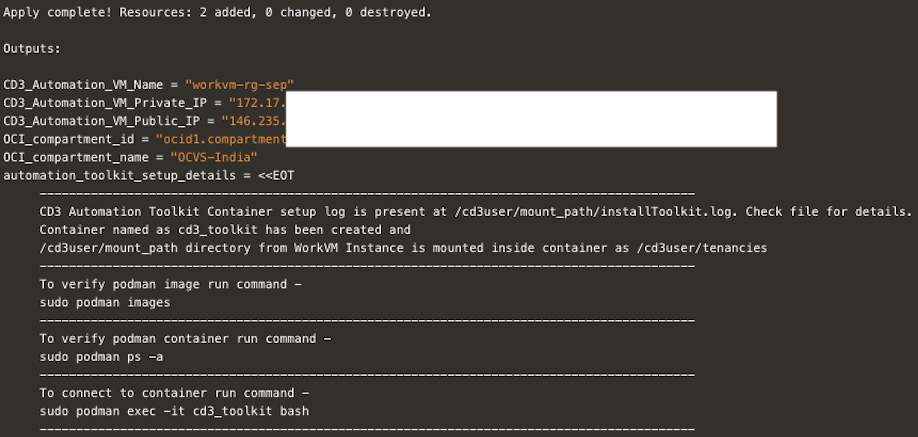 Apply complete! Resources: 2 added, 0 changed, 0 destroyed.
Outputs:
CD3_Automation_VM_Name = "workvm-rg-sep"
CD3_Automation_VM_Private_IP = "172.17.
CD3_Automation_VM_Public_IP = "146.235.
OCI_compartment_id = "ocid1.compartment
OCI_compartment_name = "OCVS-India"
automation_toolkit_setup_details = <<EOT
------------------------------------------------------------------------------------------
CD3 Automation Toolkit Container setup log is present at /cd3user/mount_path/installToolkit.log. Check file for details.
Container named as cd3_toolkit has been created and
/cd3user/mount_path directory from WorkVM Instance is mounted inside container as /cd3user/tenancies
------------------------------------------------------------------------------------------
To verify podman image run command -
sudo podman images
------------------------------------------------------------------------------------------
To verify podman container run command -
sudo podman ps -a
------------------------------------------------------------------------------------------
To connect to container run command -
sudo podman exec -it cd3_toolkit bash
------------------------------------------------------------------------------------------